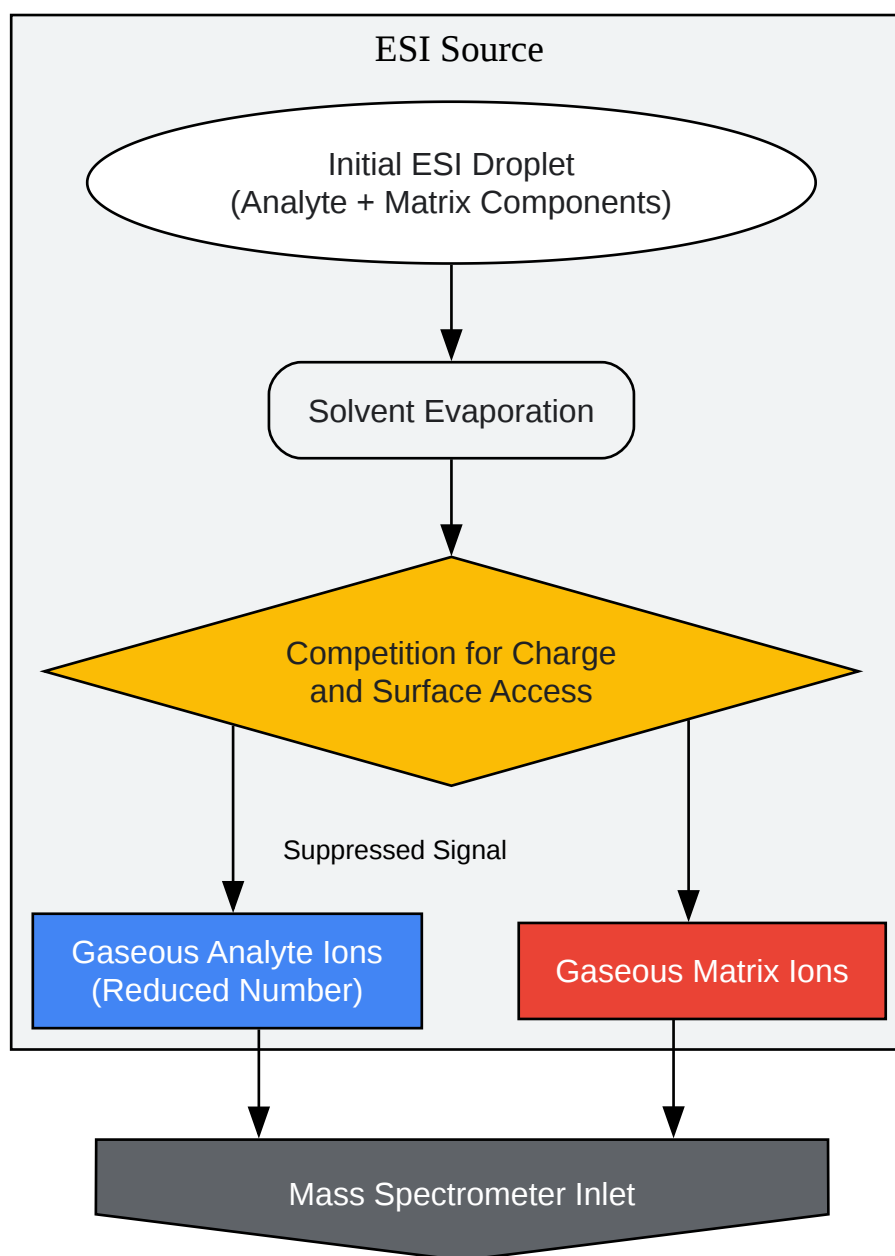 ESI Source
Initial ESI Droplet
(Analyte + Matrix Components)
Solvent Evaporation
Competition for Charge
and Surface Access
Suppressed Signal
Gaseous Analyte Ions
(Reduced Number)
Gaseous Matrix Ions
Mass Spectrometer Inlet